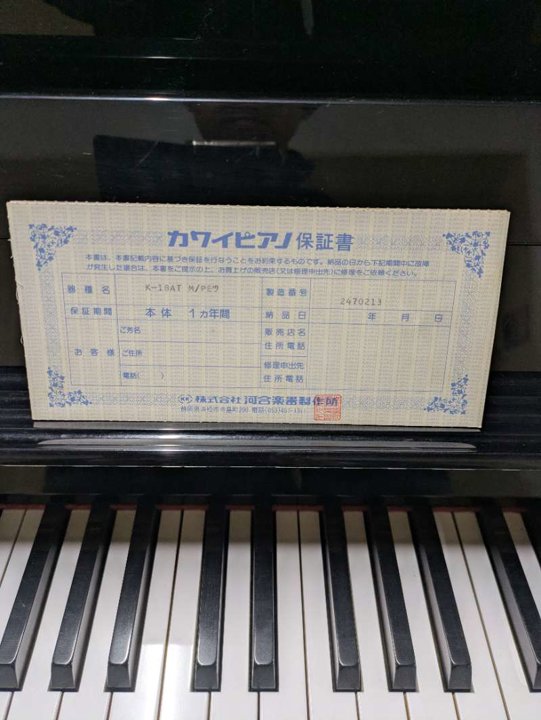 カワイピアノ 保証書
本書は、本書記載内容に基づき保証を行なうことをお約束するものです。納品の日から下記期間中に故障
が発生した場合は、本書をご提示の上、お買上げの販売店(又は修理申出先)に修理をご依頼ください。
器種名 K-18AT M/PEワ 製造番号 2470213
保証期間 本体 1ヵ年間 納品日 年 月 日
お客様 ご芳名 販売店名
住所電話
ご住所
修理申出先
電話( ) 住所電話
株式会社 河合楽器製作所